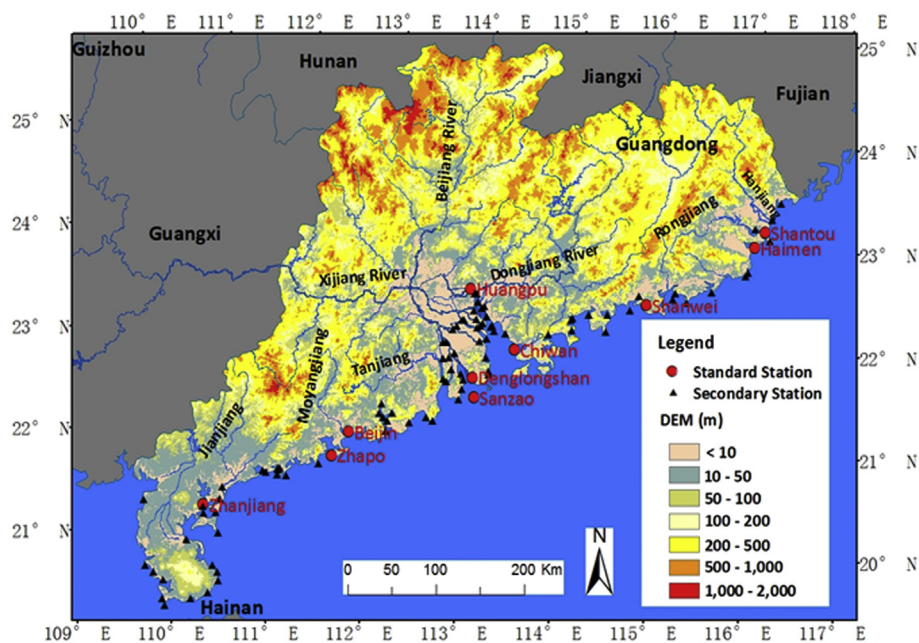 110° E 111° E 112° E 113° E 114° E 115° E 116° E 117° E 118° E
Guizhou
25° N
Hunan
Jiangxi
Fujian
25° N
Beijiang River
Guangdong
24° N
Hanjiang
Guangxi
24° N
Rongjiang
Shantou
Haimen
23° N
Xijiang River
Dongjiang River
Huangpu
Shanwei
23° N
Chiwan
22° N
Moyangjiang
Tanjiang
Denglongshan
Sanzao
Jianjiang
22° N
Beijin
Zhapo
21° N
Zhanjiang
21° N
20° N
Hainan
Legend
Standard Station
Secondary Station
DEM (m)
< 10
10 - 50
50 - 100
100 - 200
200 - 500
500 - 1,000
1,000 - 2,000
N
0 50 100 200 Km
109° E 110° E 111° E 112° E 113° E 114° E 115° E 116° E 117° E